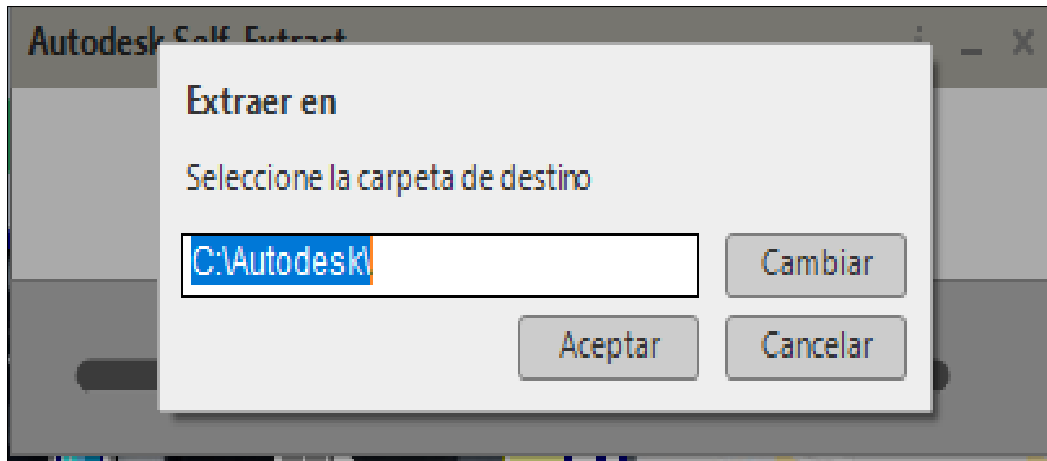 Autodesk Self-Extract
Extraer en
Seleccione la carpeta de destino
C:\Autodesk\
Cambiar
Aceptar
Cancelar